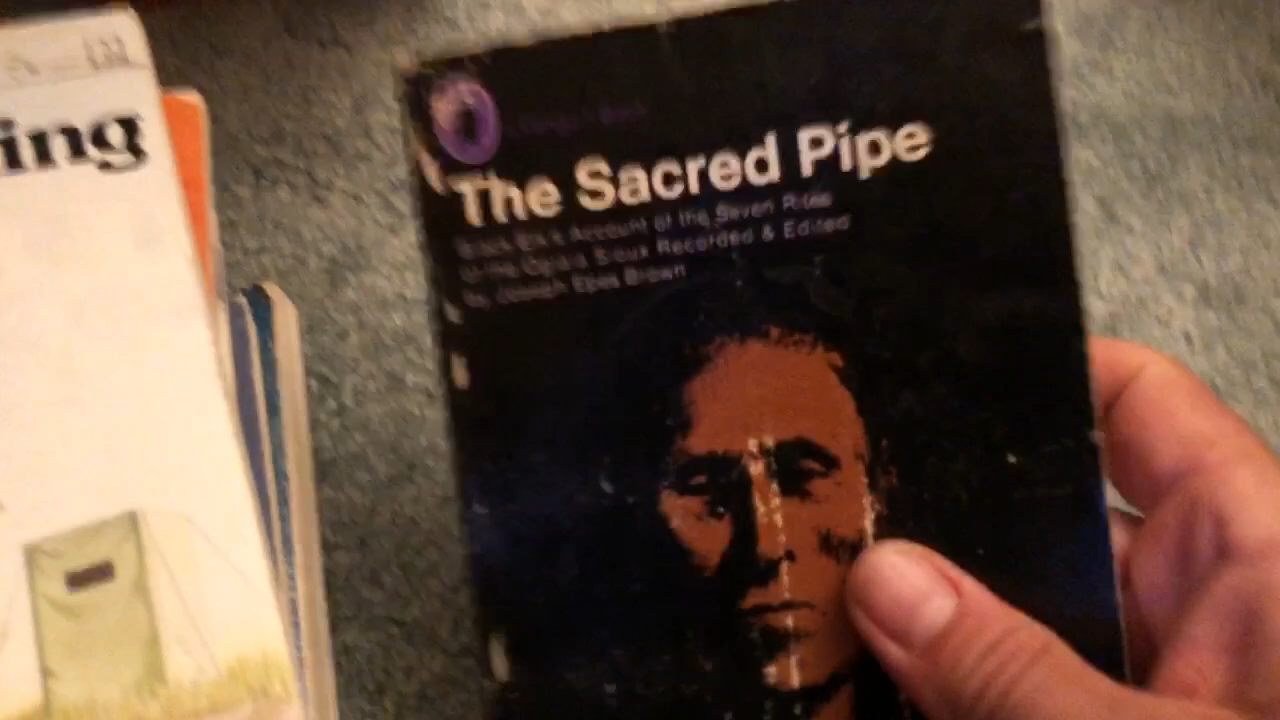 ing
The Sacred Pipe
Black Elk's Account of the Seven Rites
of the Oglala Sioux Recorded & Edited
by Joseph Epes Brown